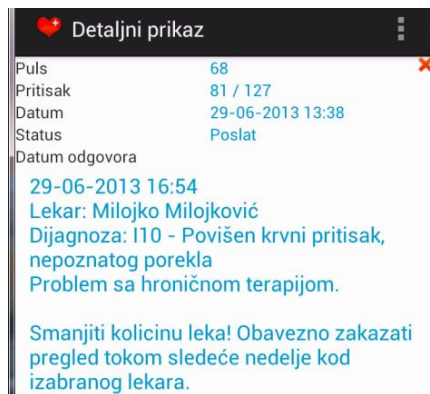 Detaljni prikaz
Puls 68
Pritisak 81 / 127
Datum 29-06-2013 13:38
Status Poslat
Datum odgovora
29-06-2013 16:54
Lekar: Milojko Milojković
Dijagnoza: I10 - Povišen krvni pritisak,
nepoznatog porekla
Problem sa hroničnom terapijom.
Smanjiti kolicinu leka! Obavezno zakazati
pregled tokom sledeće nedelje kod
izabranog lekara.